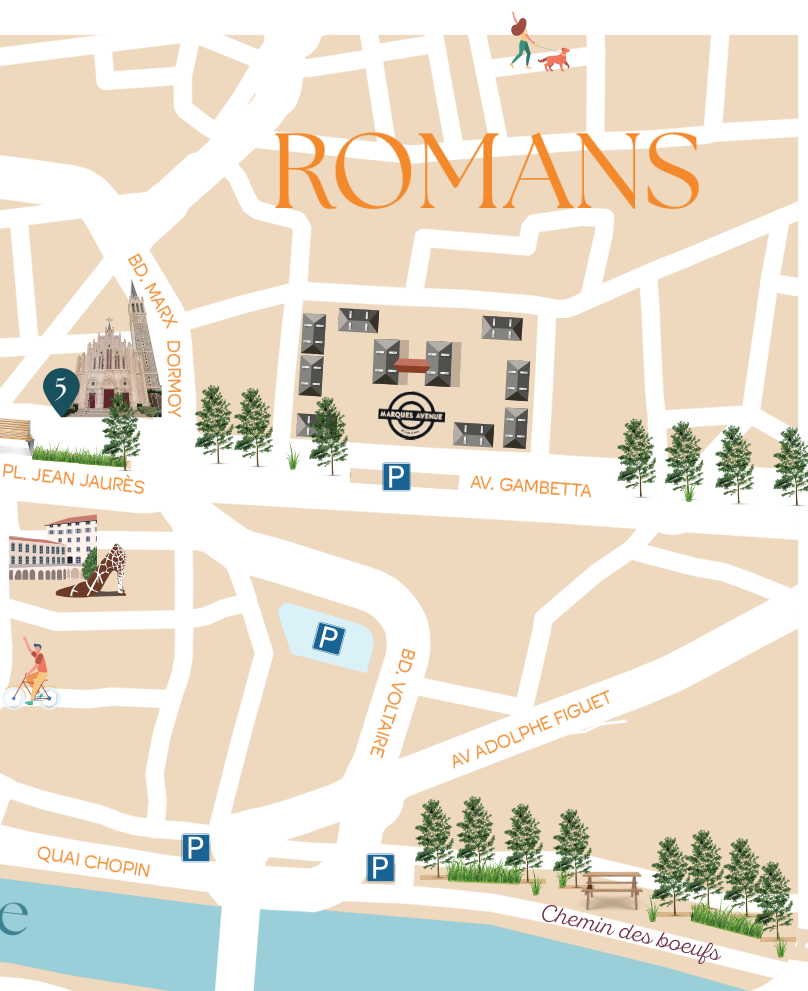 ROMANS
BD. MARX DORMOY
5
MARQUES AVENUE
PL. JEAN JAURÈS
P
AV. GAMBETTA
P
BD. VOLTAIRE
AV ADOLPHE FIGUET
P
QUAI CHOPIN
P
e
Chemin des boeufs